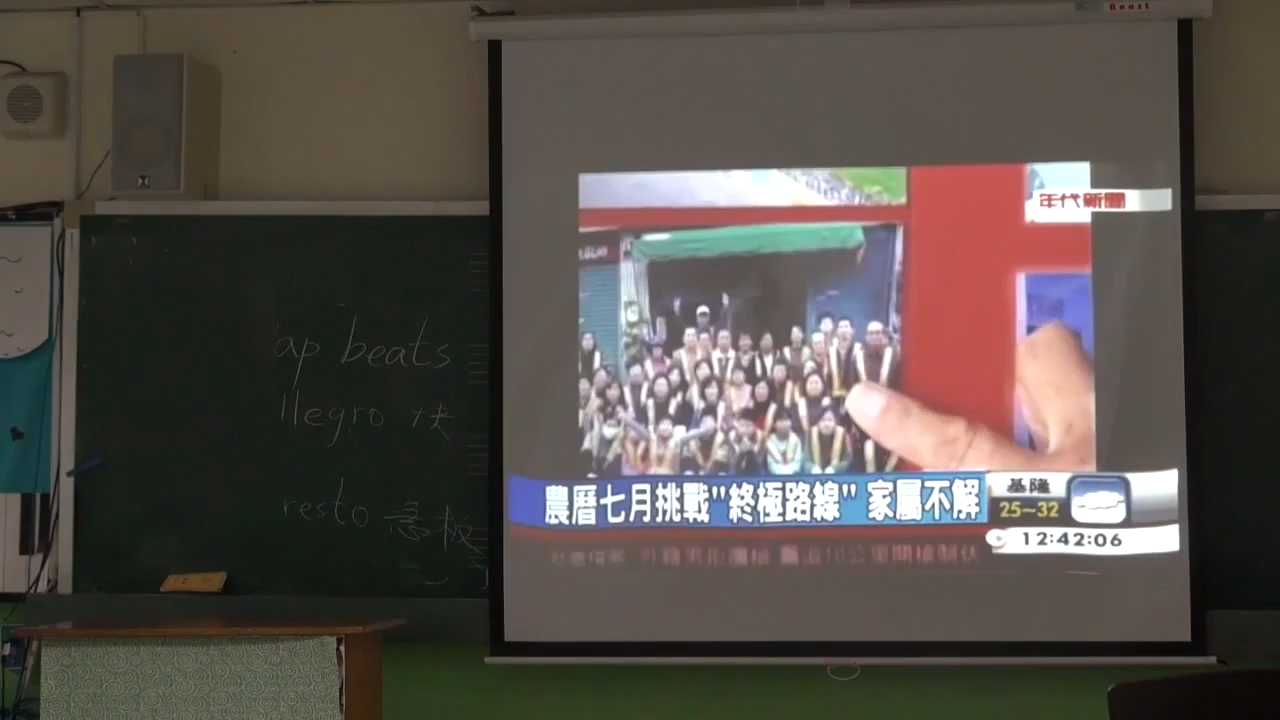 Boast
ap beats
llegro 快
resto 急板
年代新聞
農曆七月挑戰"終極路線" 家屬不解
基隆
25~32
12:42:06